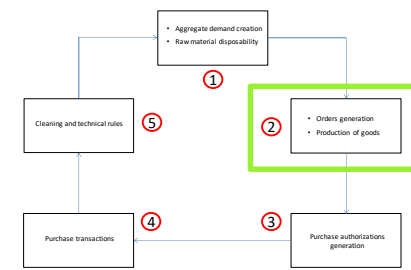 • Aggregate demand creation
• Raw material disposability
1
Cleaning and technical rules
5
2
• Orders generation
• Production of goods
4
3
Purchase transactions
Purchase authorizations
generation